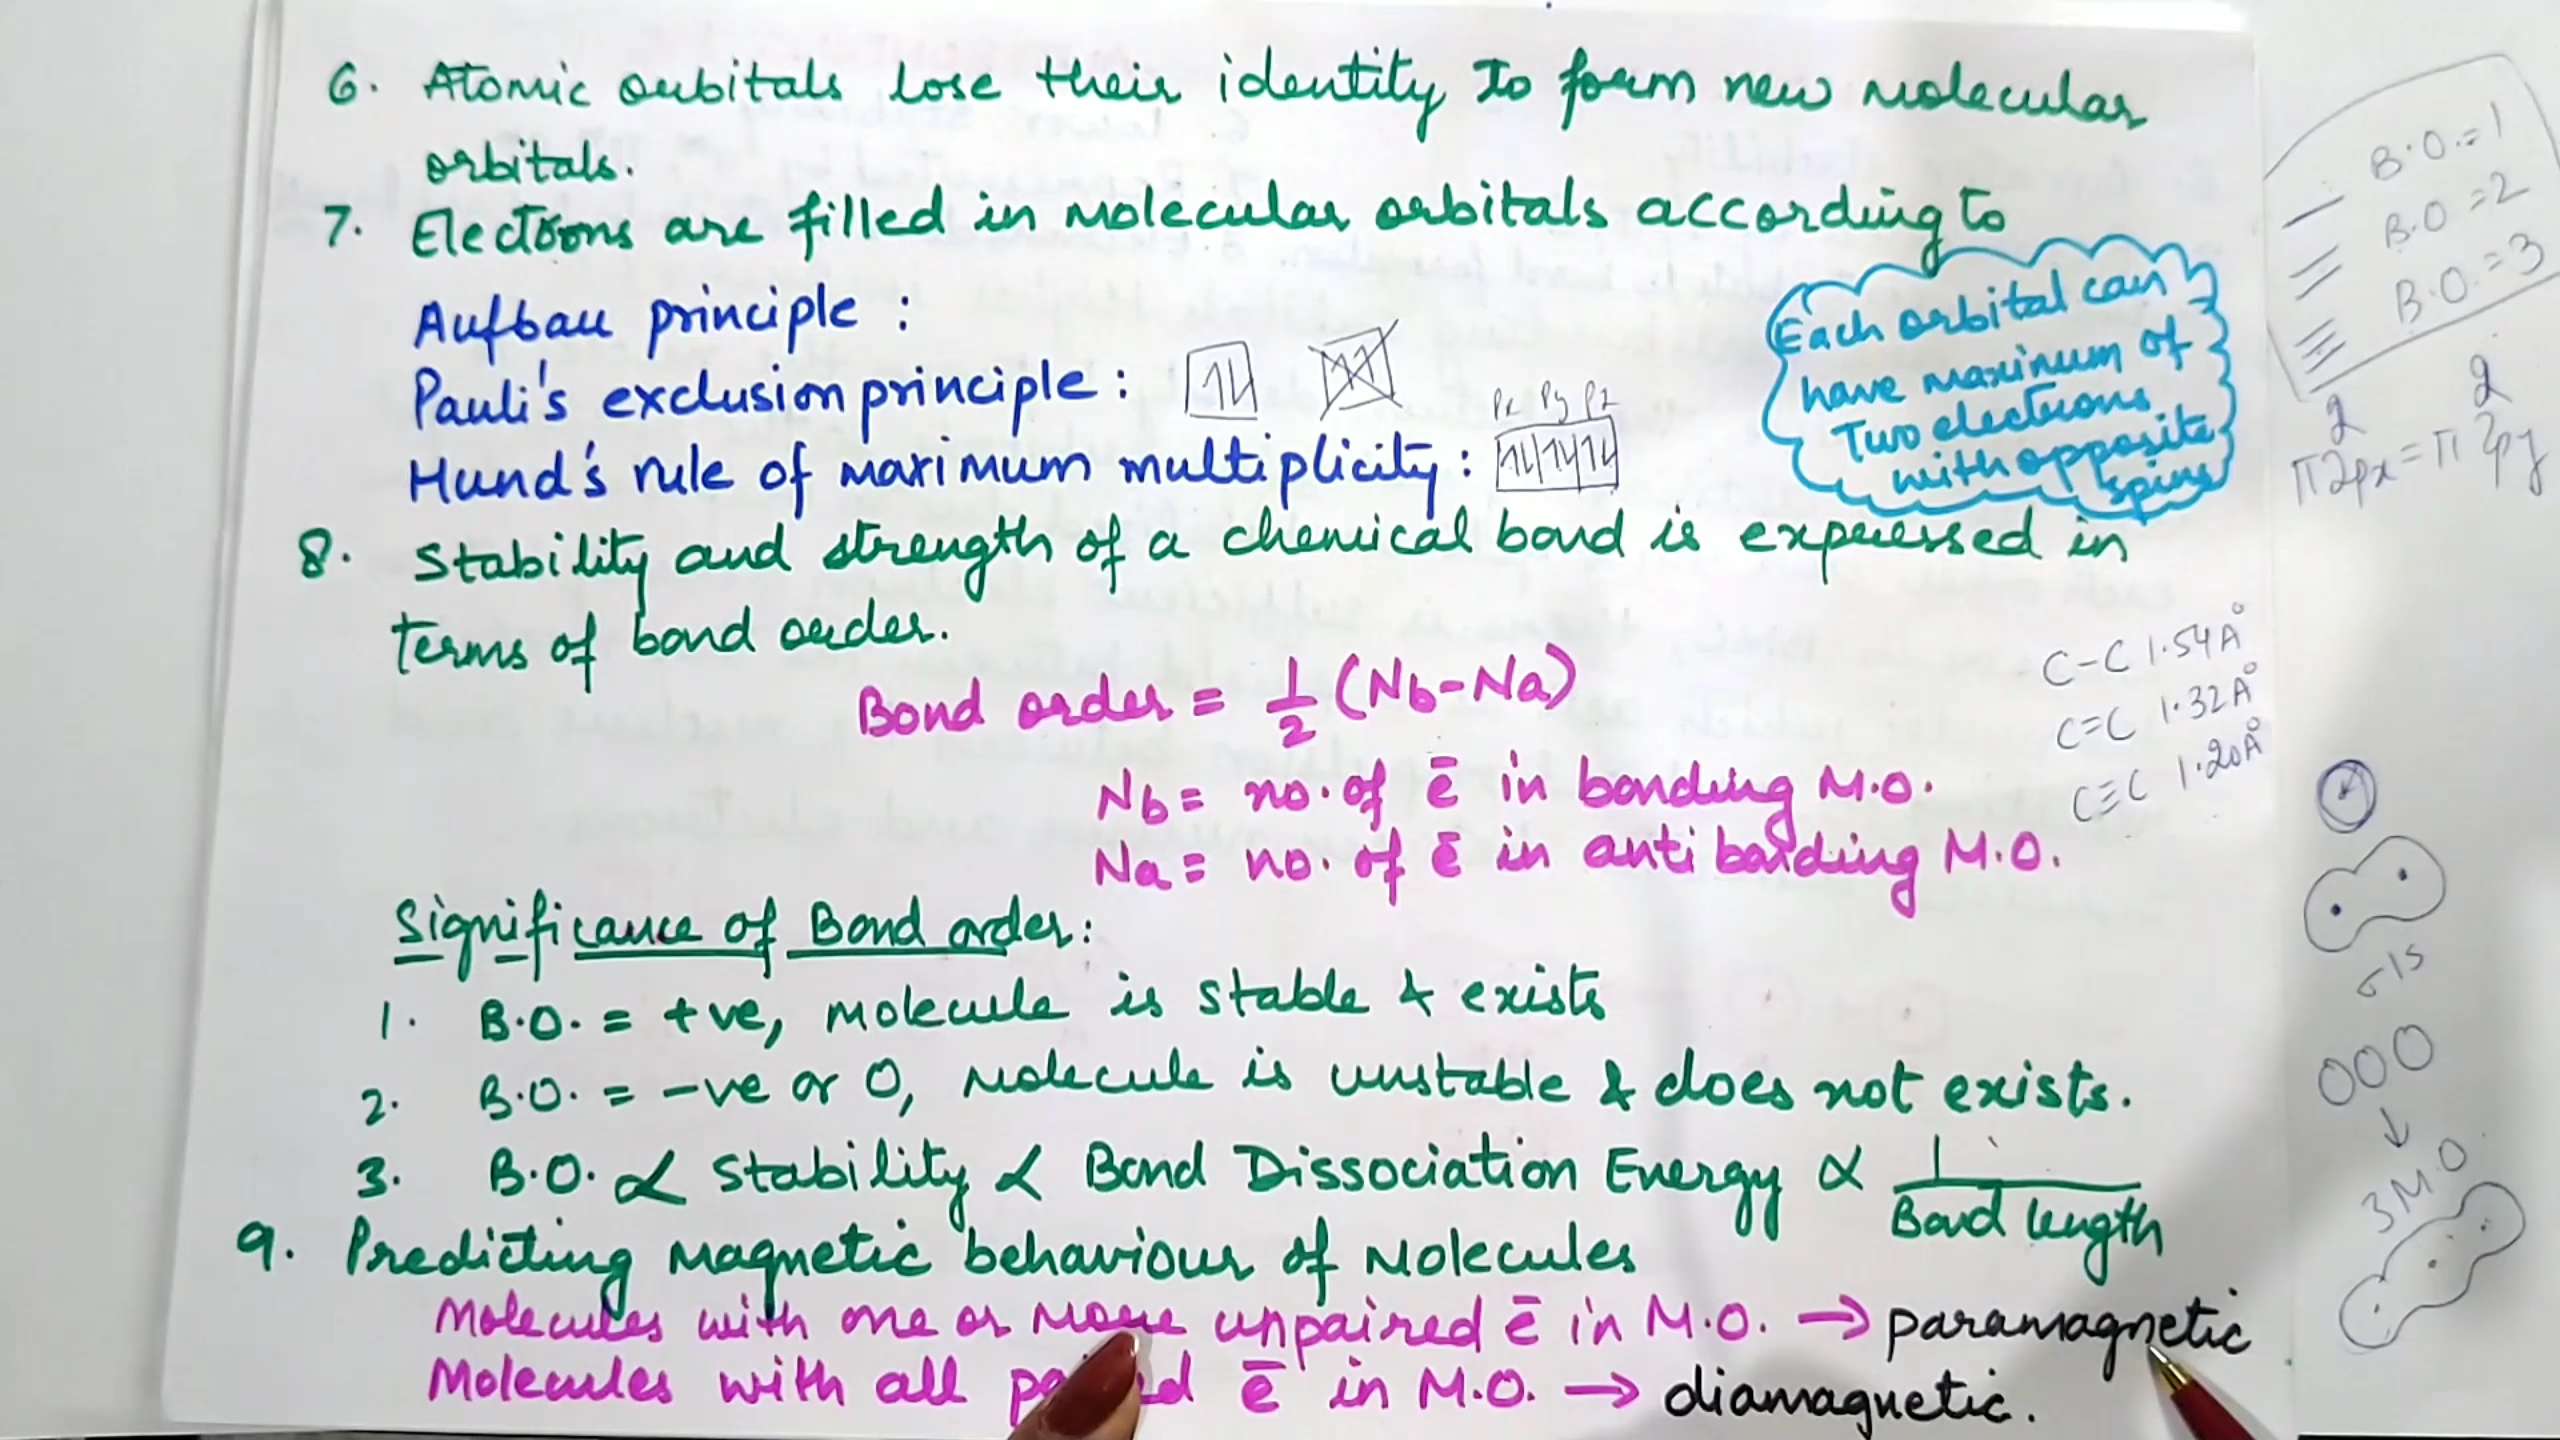 6. Atomic orbitals lose their identity to form new molecular
orbitals.
7. Electrons are filled in molecular orbitals according to
Aufbau principle :
Pauli's exclusion principle :
Px Py Pz
Hund's rule of maximum multiplicity :
Each orbital can
have maximum of
Two electrons
with opposite
spins
B.O. = 1
B.O = 2
B.O. = 3
π2px² = π2py²
8. Stability and strength of a chemical bond is expressed in
terms of bond order.
Bond order = 1/2 (Nb-Na)
Nb = no. of ē in bonding M.O.
Na = no. of ē in anti bonding M.O.
C-C 1.54Å
C=C 1.32Å
C≡C 1.20Å
Significance of Bond order :
1. B.O. = +ve, molecule is stable & exists
2. B.O. = -ve or 0, molecule is unstable & does not exists.
3. B.O. ∝ Stability ∝ Bond Dissociation Energy ∝ 1/Bond length
σ1s
3 M.O
9. Predicting magnetic behaviour of Molecules
Molecules with one or more unpaired ē in M.O. → paramagnetic
Molecules with all ē in M.O. → diamagnetic.